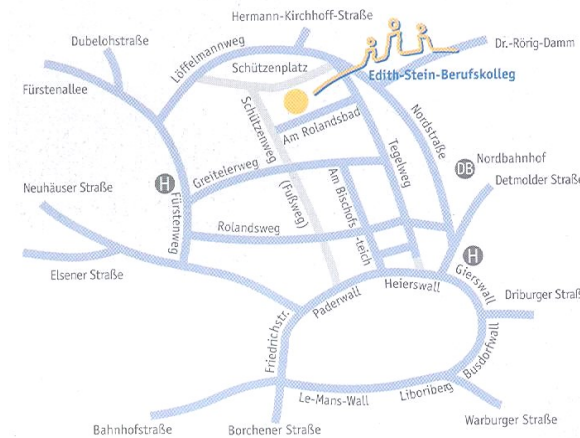 Hermann-Kirchhoff-Straße
Dubelohstraße
Löffelmannweg
Dr.-Rörig-Damm
Schützenplatz
Edith-Stein-Berufskolleg
Fürstenallee
Schützenweg
Am Rolandsbad
Nordstraße
Tegelweg
Nordbahnhof
DB
Greitelerweg
H
Neuhäuser Straße
Fürstenweg
(Fußweg)
Am Bischofs
-teich
Detmolder Straße
Rolandsweg
H
Elsener Straße
Gierswall
Heierswall
Paderwall
Driburger Straß
Friedrichstr.
Busdorfwall
Le-Mans-Wall
Liboriberg
Bahnhofstraße
Borchener Straße
Warburger Straße